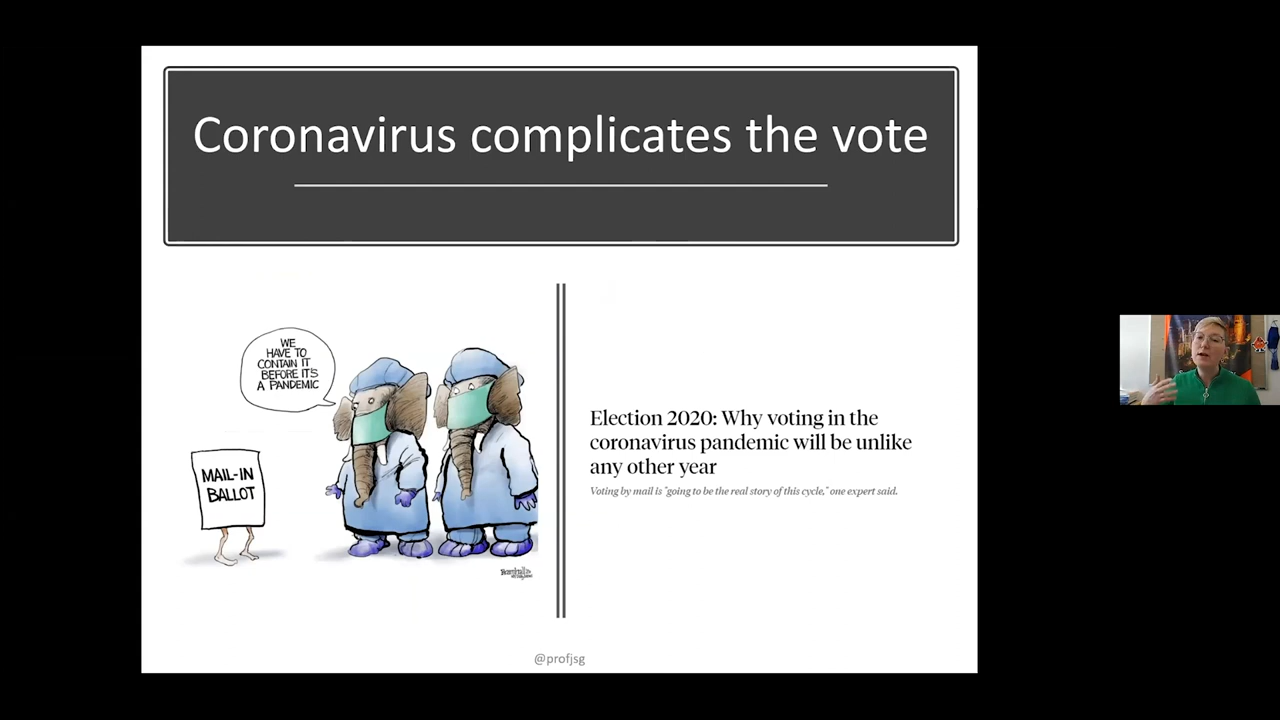 Coronavirus complicates the vote
WE
HAVE TO
CONTAIN IT
BEFORE IT'S
A PANDEMIC
MAIL-IN
BALLOT
Election 2020: Why voting in the
coronavirus pandemic will be unlike
any other year
Voting by mail is "going to be the real story of this cycle," one expert said.
@profjsg